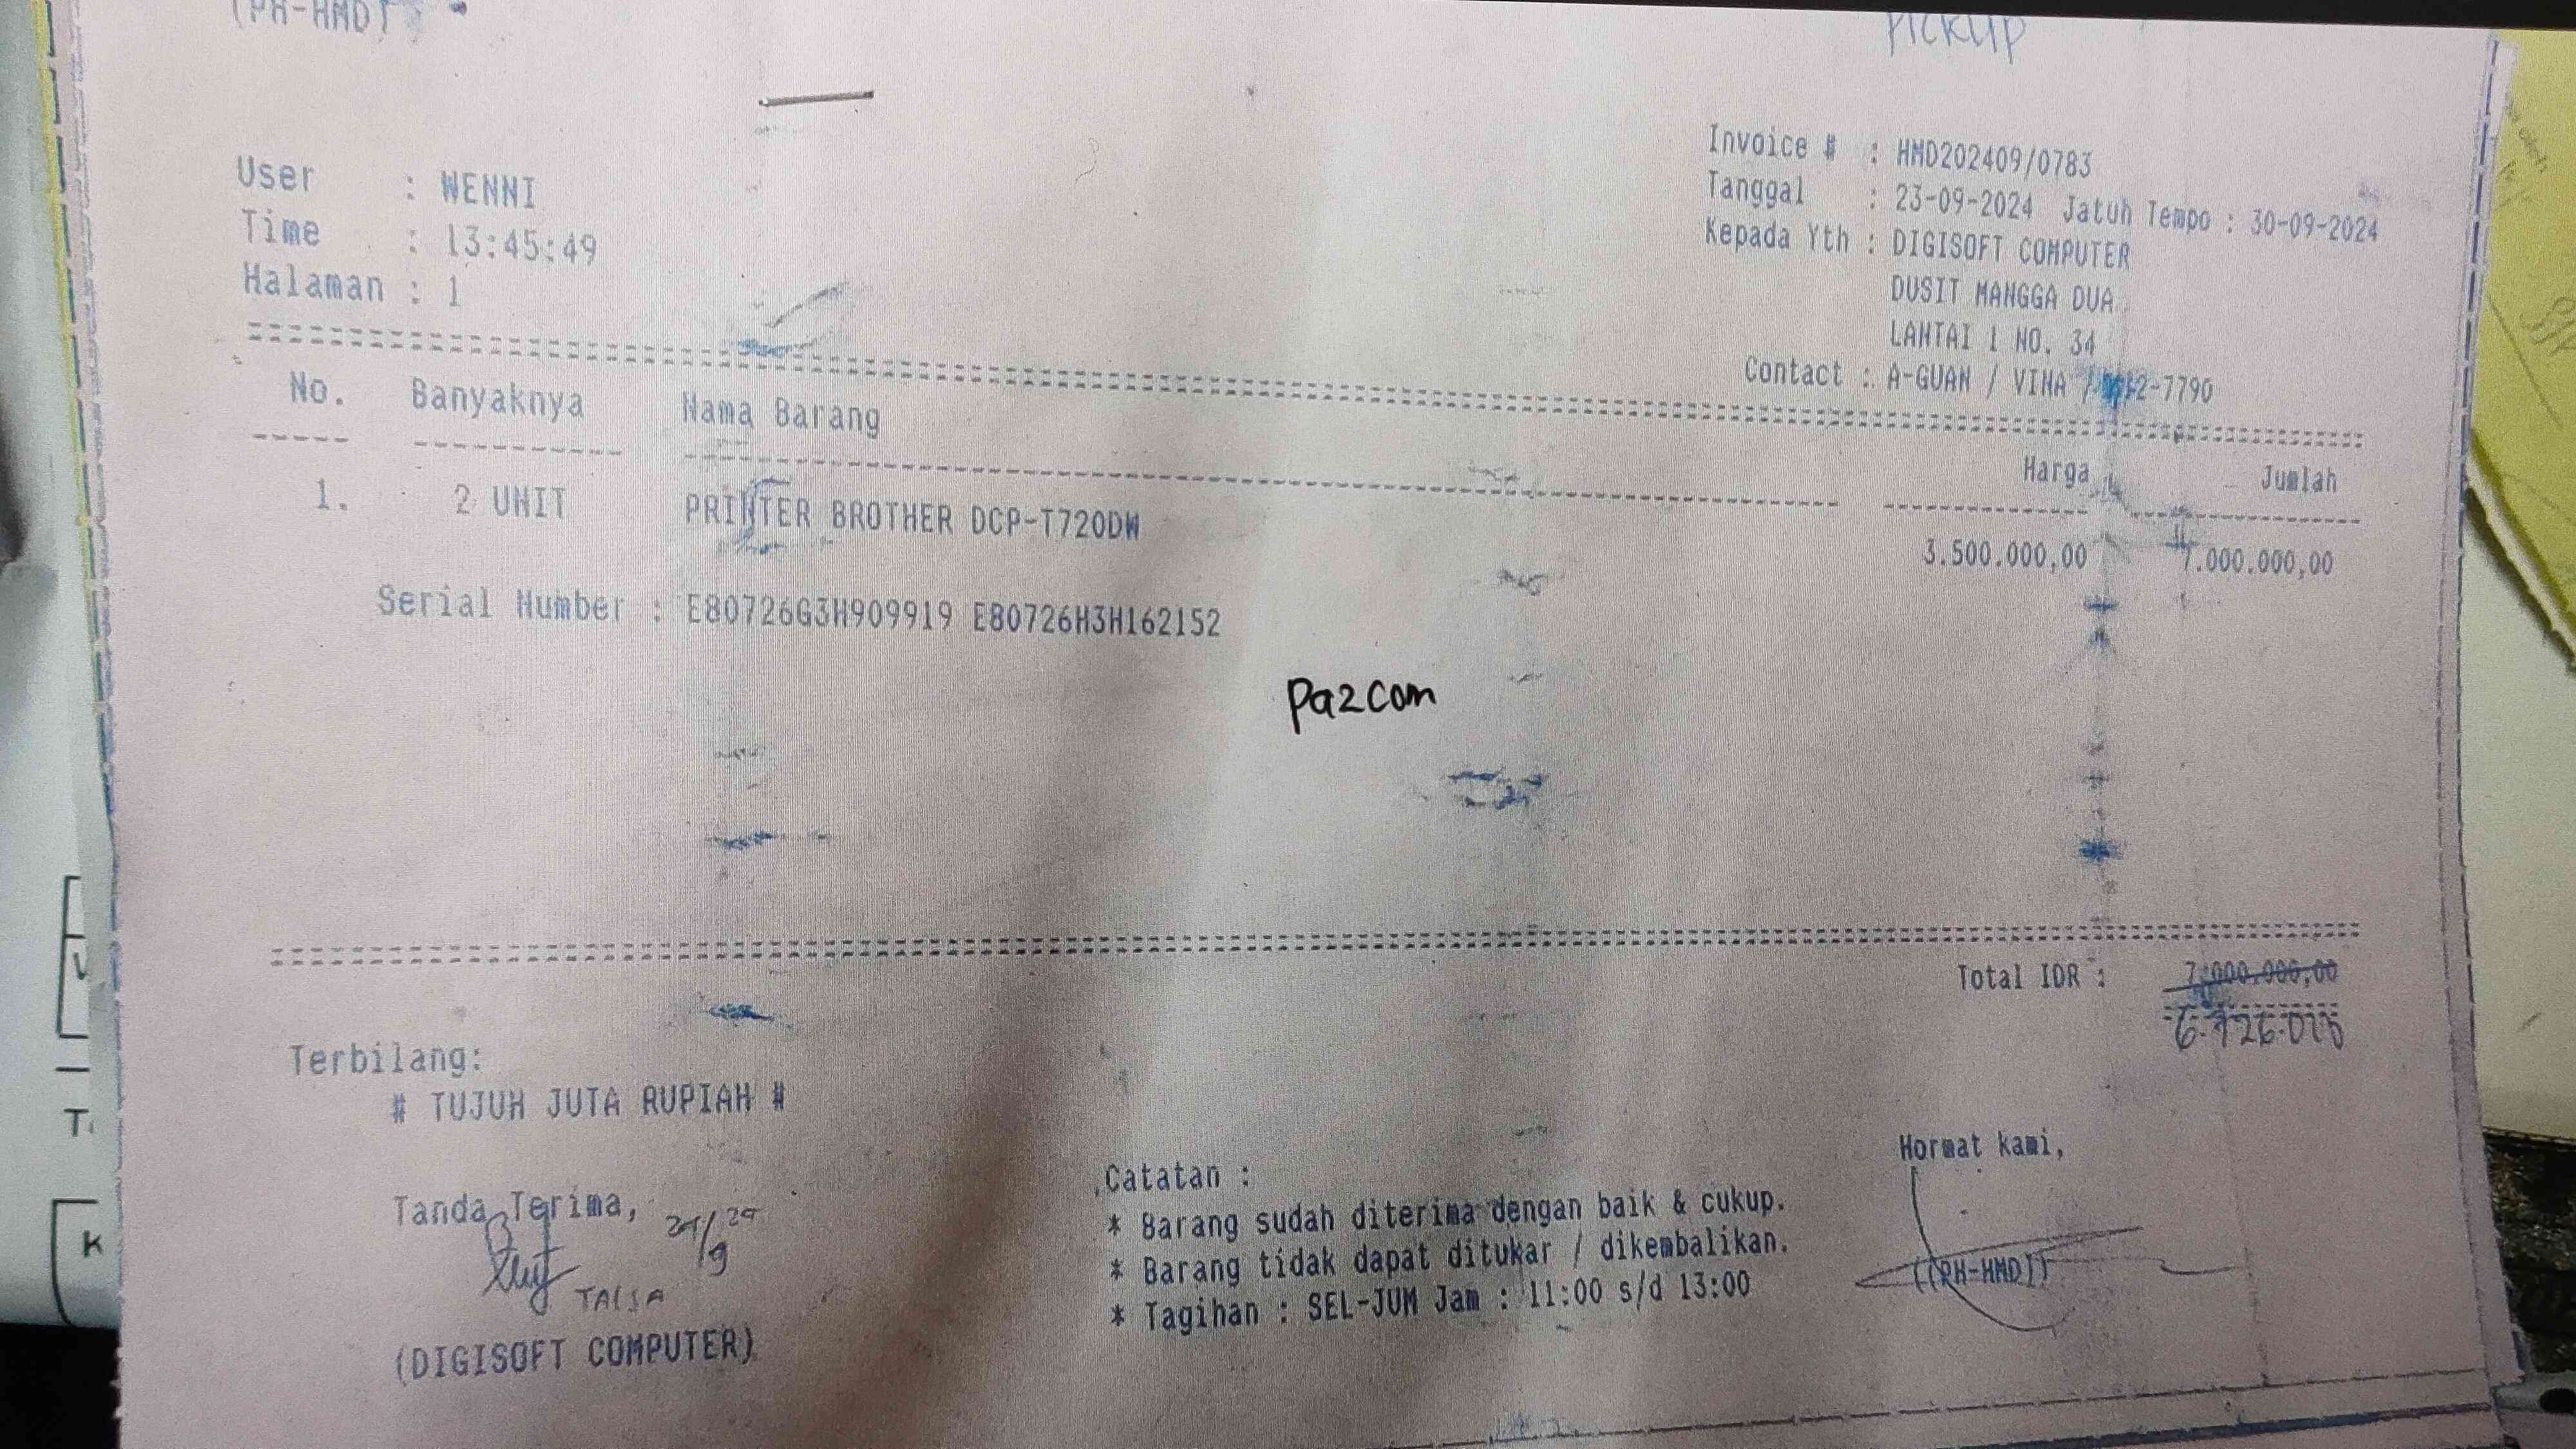 (PH-HMD)
Pickup
User : WENNI
Time : 13:45:49
Halaman : 1
Invoice # : HMD202409/0783
Tanggal : 23-09-2024 Jatuh Tempo : 30-09-2024
Kepada Yth : DIGISOFT COMPUTER
DUSIT MANGGA DUA
LANTAI 1 NO. 34
Contact : A-GUAN / VINA / 2-7790
No. Banyaknya Nama Barang Harga Jumlah
1. 2 UNIT PRINTER BROTHER DCP-T720DW 3.500.000,00 7.000.000,00
Serial Number : E80726G3H909919 E80726H3H162152
Pa2com
Total IDR : 7.000.000,00
Terbilang:
# TUJUH JUTA RUPIAH #
Tanda Terima,
24/9
(DIGISOFT COMPUTER)
Catatan :
* Barang sudah diterima dengan baik & cukup.
* Barang tidak dapat ditukar / dikembalikan.
* Tagihan : SEL-JUM Jam : 11:00 s/d 13:00
Hormat kami,
((PH-HMD))